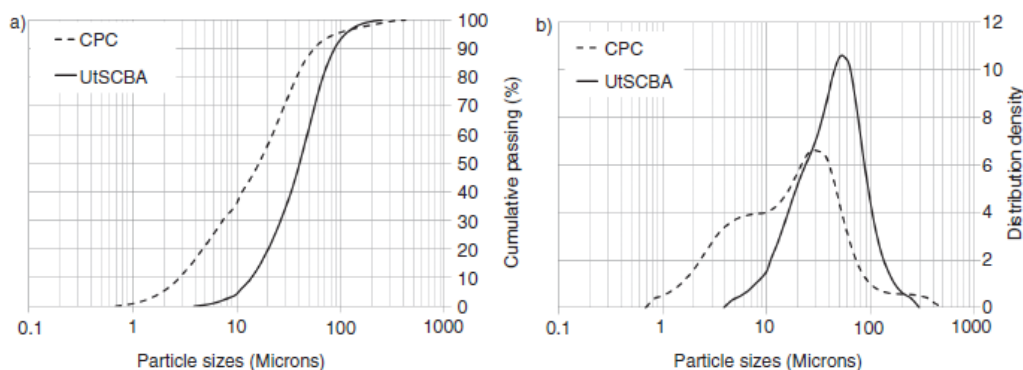 a)
CPC
UtSCBA
100
90
80
70
60
50
40
30
20
10
0
Cumulative passing (%)
0.1 1 10 100 1000
Particle sizes (Microns)
b)
CPC
UtSCBA
12
10
8
6
4
2
0
Distribution density
0.1 1 10 100 1000
Particle sizes (Microns)